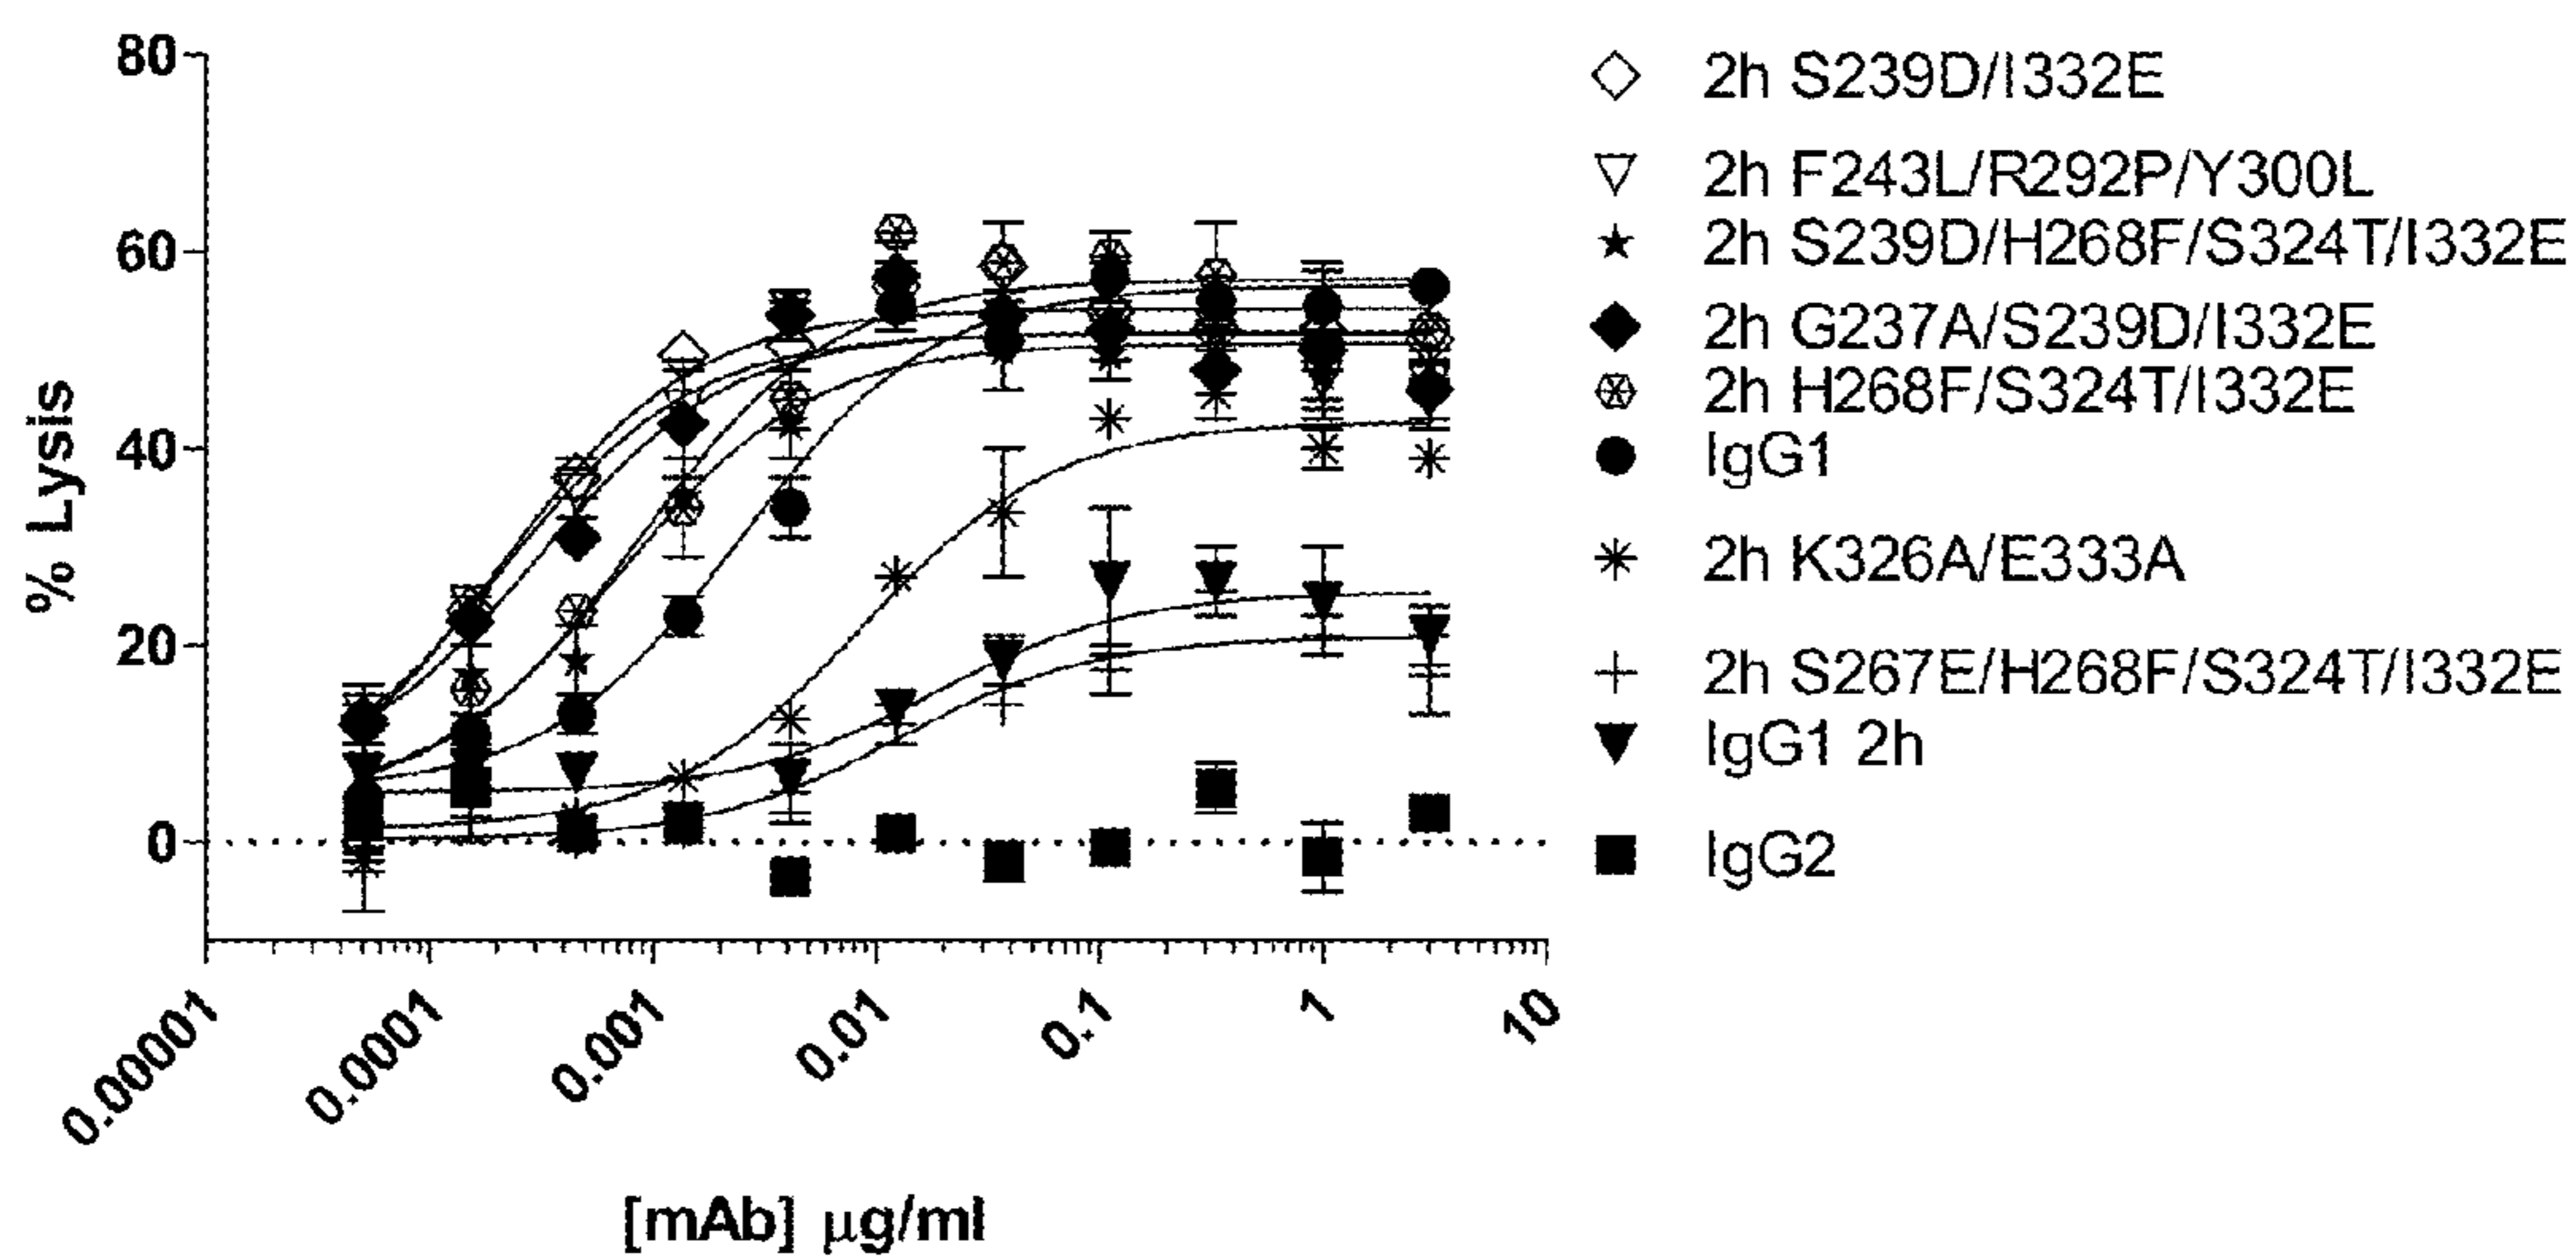 80
60
40
20
0
% Lysis
0.00001
0.0001
0.001
0.01
0.1
1
10
[mAb] μg/ml
2h S239D/I332E
2h F243L/R292P/Y300L
2h S239D/H268F/S324T/I332E
2h G237A/S239D/I332E
2h H268F/S324T/I332E
IgG1
2h K326A/E333A
2h S267E/H268F/S324T/I332E
IgG1 2h
IgG2